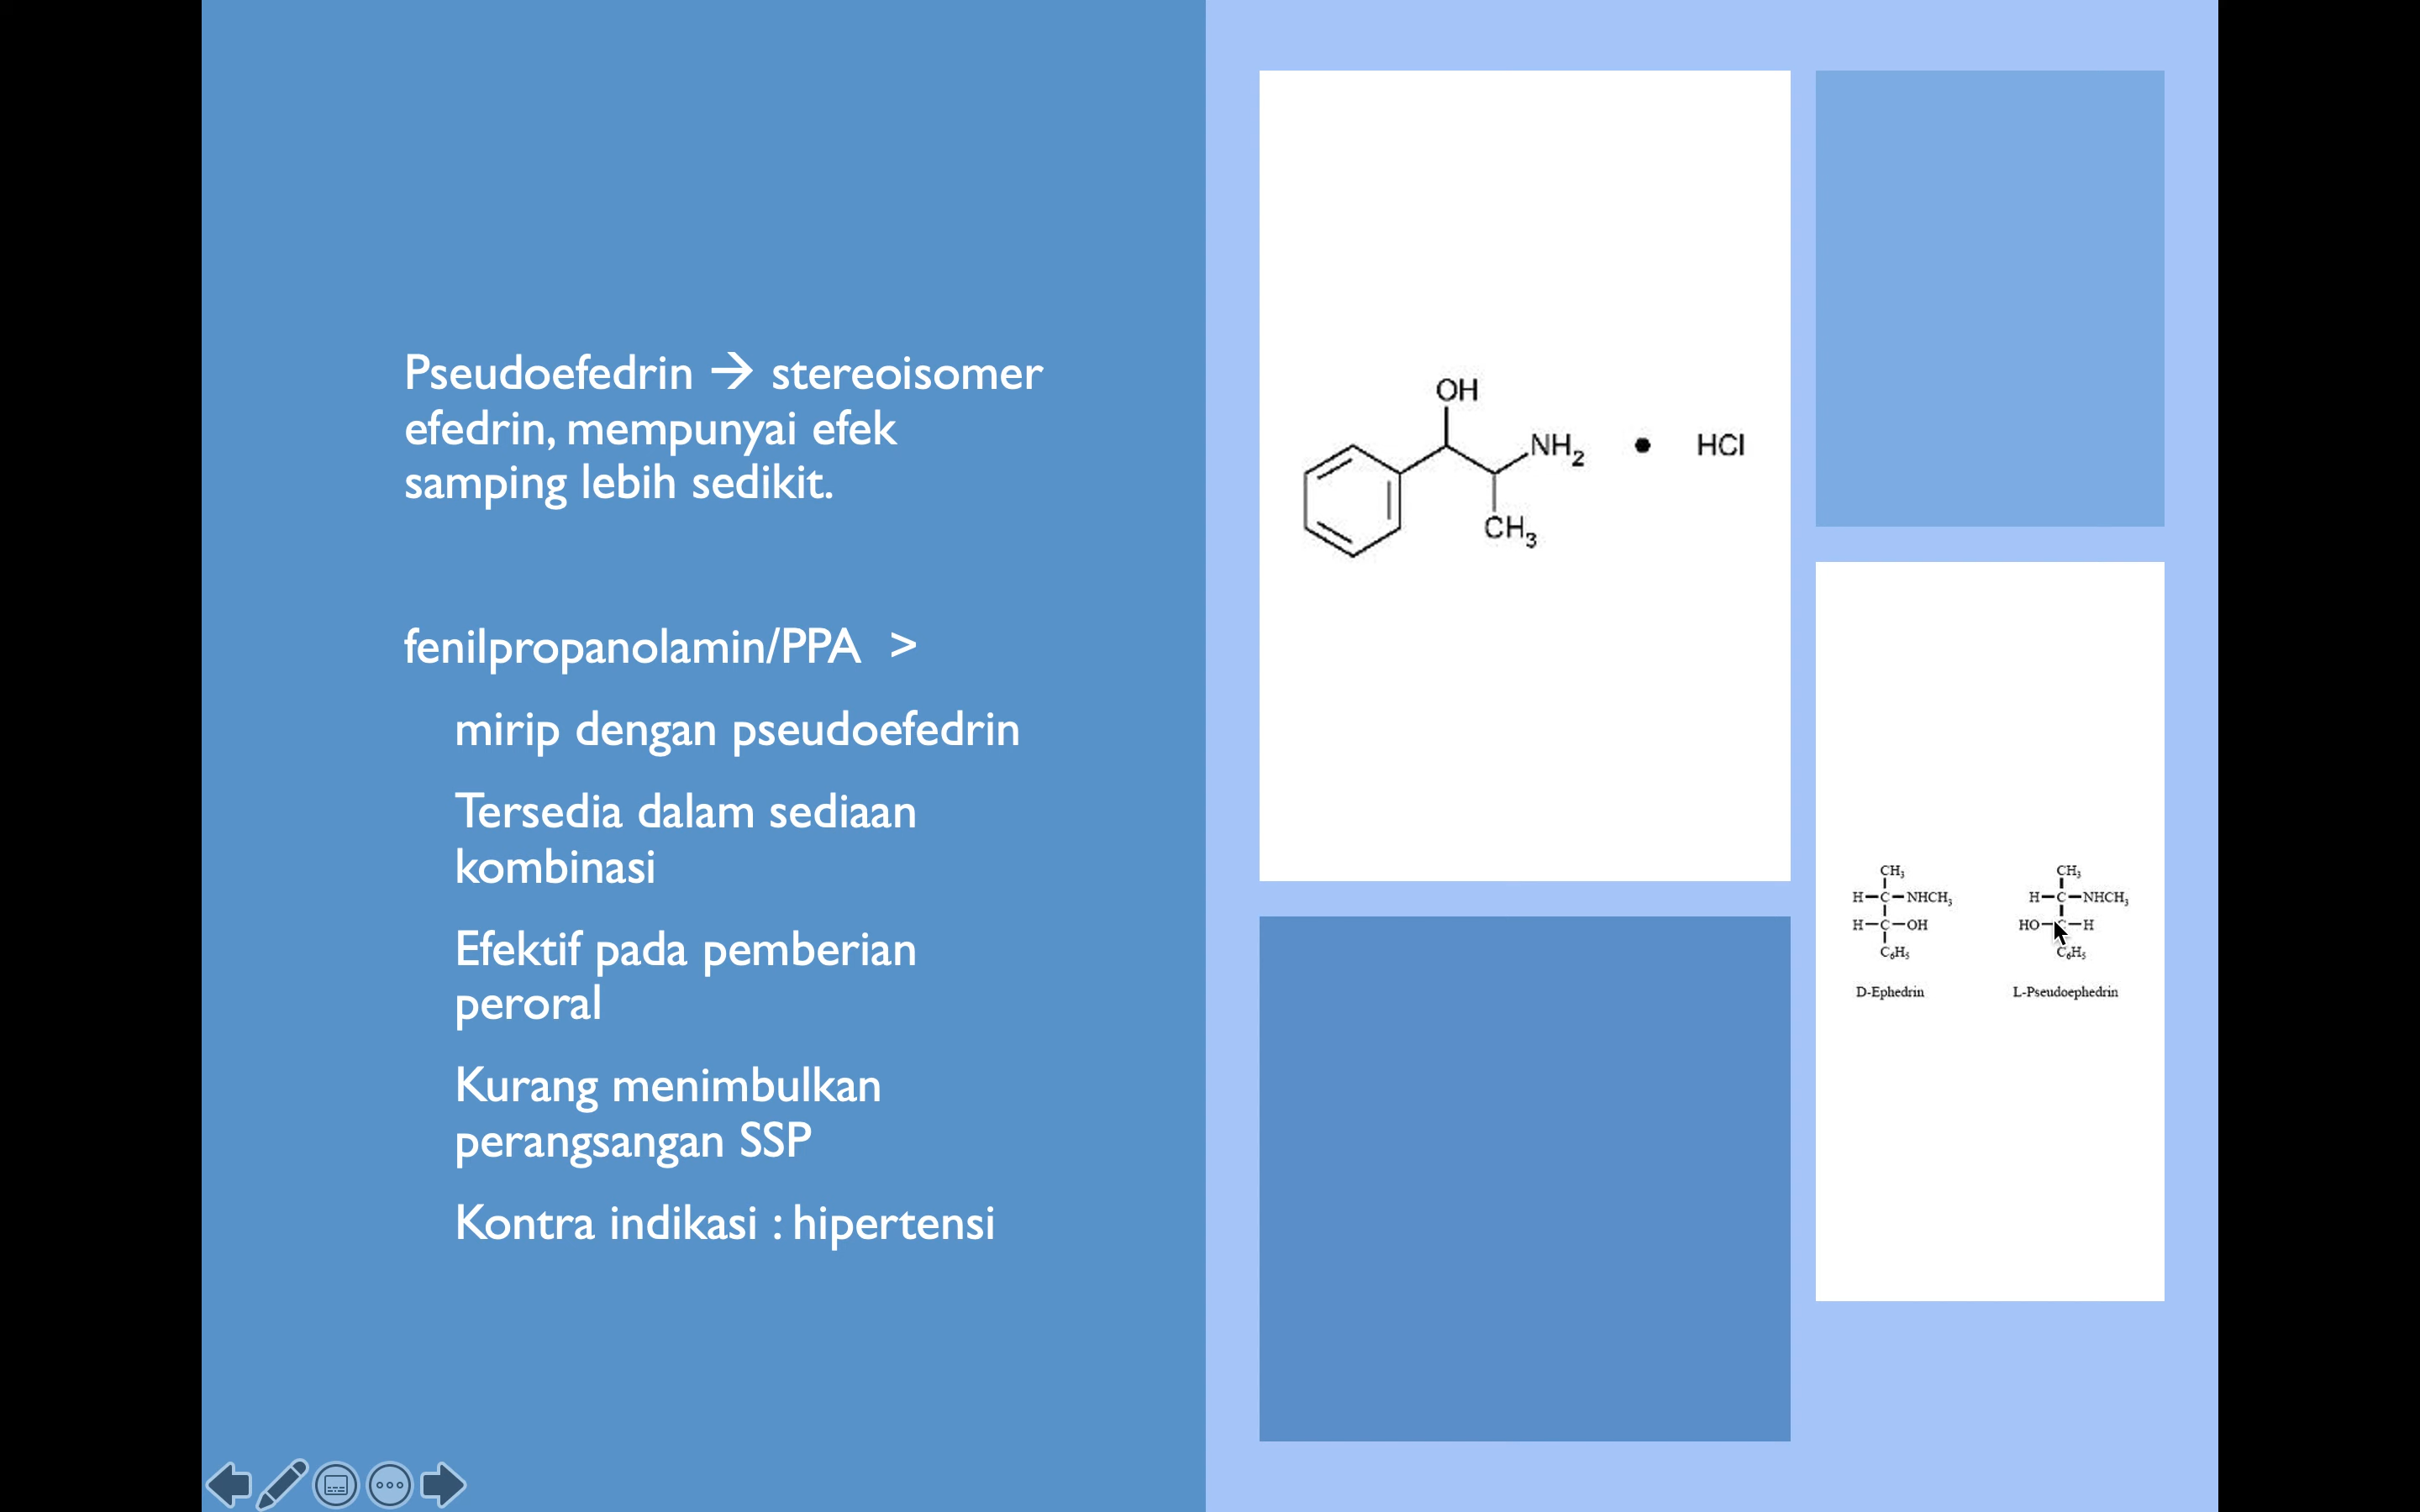 Pseudoefedrin → stereoisomer
efedrin, mempunyai efek
samping lebih sedikit.
fenilpropanolamin/PPA >
mirip dengan pseudoefedrin
Tersedia dalam sediaan
kombinasi
Efektif pada pemberian
peroral
Kurang menimbulkan
perangsangan SSP
Kontra indikasi : hipertensi
OH
NH₂ • HCl
CH₃
CH₃ CH₃
H—C—NHCH₃ H—C—NHCH₃
H—C—OH HO—C—H
C₆H₅ C₆H₅
D-Ephedrin L-Pseudoephedrin